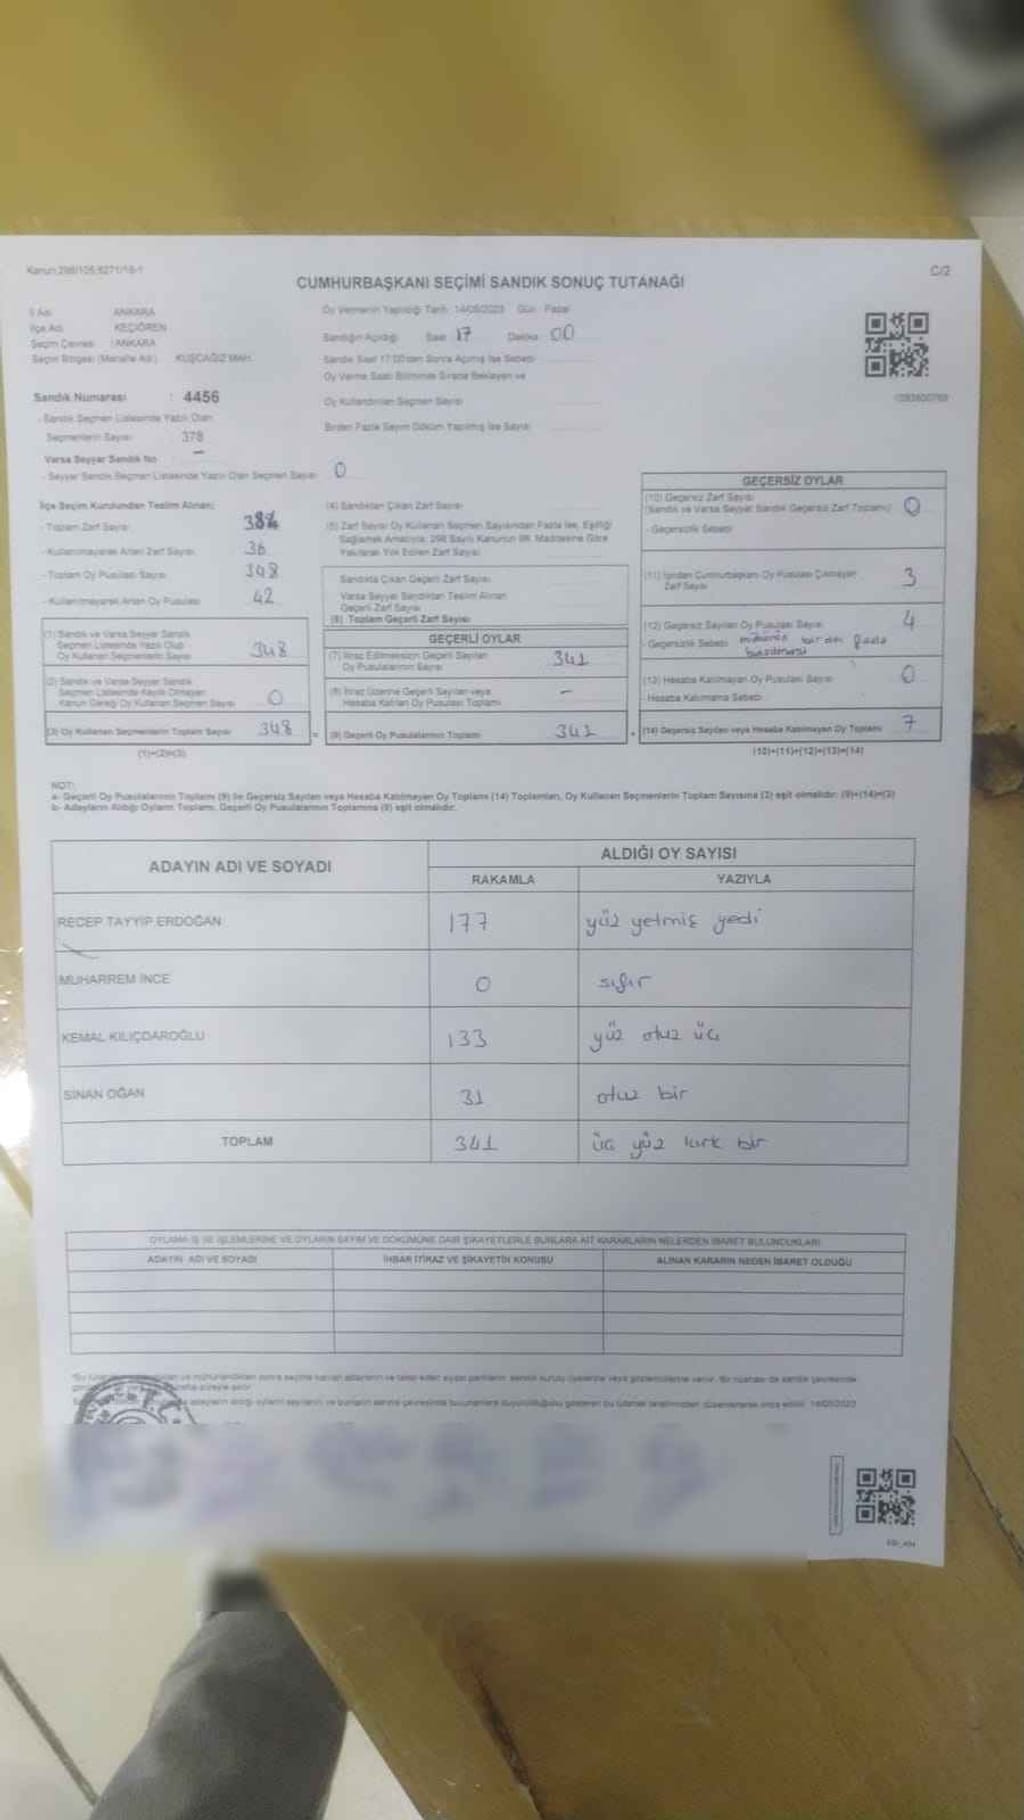 Kanun:298/105;6271/18-1
C/2
CUMHURBAŞKANI SEÇİMİ SANDIK SONUÇ TUTANAĞI
İl Adı ANKARA
İlçe Adı KEÇİÖREN
Seçim Çevresi ANKARA
Seçim Bölgesi (Mahalle Adı) KUŞCAĞIZ MAH.
Oy Vermenin Yapıldığı Tarih 14/05/2023 Gün Pazar
Sandığın Açıldığı Saat 17 Dakika 00
Sandık Saat 17:00'den Sonra Açılmış İse Sebebi
Oy Verme Saati Bitiminde Sırada Bekleyen ve
Oy Kullandırılan Seçmen Sayısı
Birden Fazla Sayım Döküm Yapılmış İse Sayısı
Sandık Numarası : 4456
- Sandık Seçmen Listesinde Yazılı Olan
Seçmenlerin Sayısı 378
Varsa Seyyar Sandık No –
- Seyyar Sandık Seçmen Listesinde Yazılı Olan Seçmen Sayısı 0
İlçe Seçim Kurulundan Teslim Alınan;
- Toplam Zarf Sayısı
- Kullanılmayarak Artan Zarf Sayısı 36
- Toplam Oy Pusulası Sayısı
- Kullanılmayarak Artan Oy Pusulası 42
(1) Sandık ve Varsa Seyyar Sandık
Seçmen Listesinde Yazılı Olup
Oy Kullanan Seçmenlerin Sayısı 348
(2) Sandık ve Varsa Seyyar Sandık
Seçmen Listesinde Kayıtlı Olmayan
Kanun Gereği Oy Kullanan Seçmen Sayısı 0
(3) Oy Kullanan Seçmenlerin Toplam Sayısı 348
(1)+(2)=(3)
(4) Sandıktan Çıkan Zarf Sayısı
(5) Zarf Sayısı Oy Kullanan Seçmen Sayısından Fazla İse, Eşitliği
Sağlamak Amacıyla, 298 Sayılı Kanunun 98. Maddesine Göre
Yakılarak Yok Edilen Zarf Sayısı
Sandıkta Çıkan Geçerli Zarf Sayısı
Varsa Seyyar Sandıktan Teslim Alınan
Geçerli Zarf Sayısı
(6) Toplam Geçerli Zarf Sayısı
GEÇERLİ OYLAR
(7) İtiraz Edilmeksizin Geçerli Sayılan
Oy Pusulalarının Sayısı 341
(8) İtiraz Üzerine Geçerli Sayılan veya
Hesaba Katılan Oy Pusulası Toplamı –
(9) Geçerli Oy Pusulalarının Toplamı 341
GEÇERSİZ OYLAR
(10) Geçersiz Zarf Sayısı
(Sandık ve Varsa Seyyar Sandık Geçersiz Zarf Toplamı) 0
- Geçersizlik Sebebi
(11) İçinden Cumhurbaşkanı Oy Pusulası Çıkmayan
Zarf Sayısı 3
(12) Geçersiz Sayılan Oy Pusulası Sayısı 4
- Geçersizlik Sebebi mührün birden fazla
basılması
(13) Hesaba Katılmayan Oy Pusulası Sayısı 0
- Hesaba Katılmama Sebebi
(14) Geçersiz Sayılan veya Hesaba Katılmayan Oy Toplamı 7
(10)+(11)+(12)+(13)=(14)
NOT:
a- Geçerli Oy Pusulalarının Toplamı (9) ile Geçersiz Sayılan veya Hesaba Katılmayan Oy Toplamı (14) Toplamları, Oy Kullanan Seçmenlerin Toplam Sayısına (3) eşit olmalıdır: (9)+(14)=(3)
b- Adayların Aldığı Oyların Toplamı, Geçerli Oy Pusulalarının Toplamına (9) eşit olmalıdır.
ADAYIN ADI VE SOYADI
ALDIĞI OY SAYISI
RAKAMLA YAZIYLA
RECEP TAYYİP ERDOĞAN 177 yüz yetmiş yedi
MUHARREM İNCE 0 sıfır
KEMAL KILIÇDAROĞLU 133 yüz otuz üç
SİNAN OĞAN 31 otuz bir
TOPLAM 341 üç yüz kırk bir
OYLAMA İŞ VE İŞLEMLERİNE VE OYLARIN SAYIM VE DÖKÜMÜNE DAİR ŞİKAYETLERLE BUNLARA AİT KARARLARIN NELERDEN İBARET BULUNDUKLARI
ADAYIN ADI VE SOYADI İHBAR İTİRAZ VE ŞİKAYETİN KONUSU ALINAN KARARIN NEDEN İBARET OLDUĞU